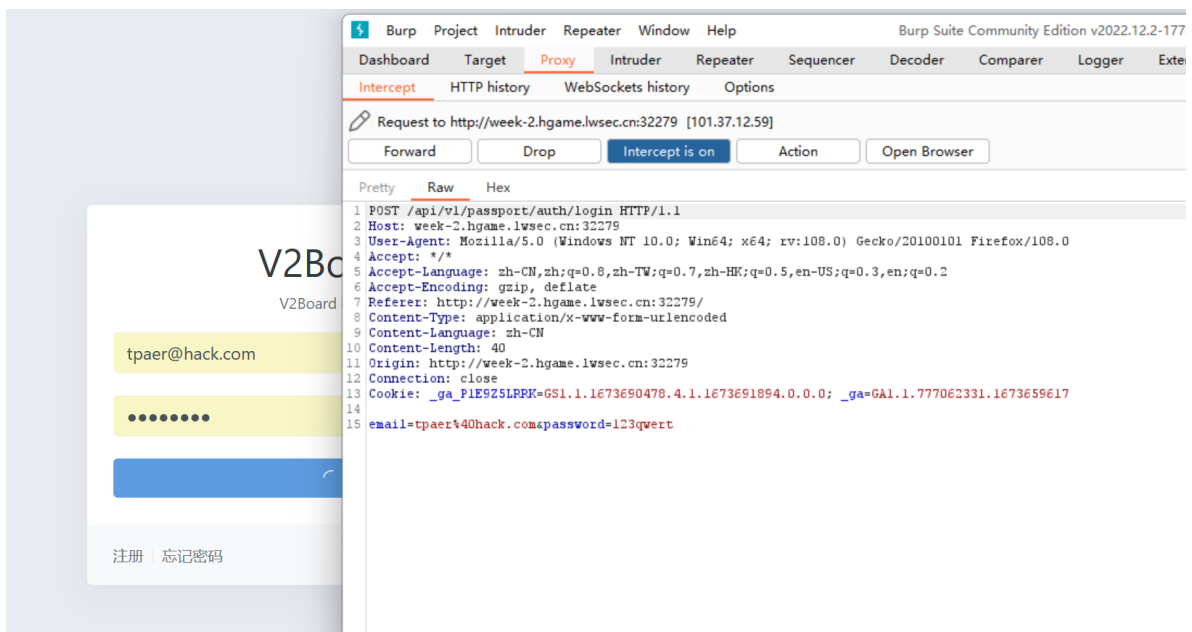 Burp Project Intruder Repeater Window Help Burp Suite Community Edition v2022.12.2-177
Dashboard Target Proxy Intruder Repeater Sequencer Decoder Comparer Logger Exte
Intercept HTTP history WebSockets history Options
Request to http://week-2.hgame.lwsec.cn:32279 [101.37.12.59]
Forward Drop Intercept is on Action Open Browser
Pretty Raw Hex
1 POST /api/v1/passport/auth/login HTTP/1.1
2 Host: week-2.hgame.lwsec.cn:32279
3 User-Agent: Mozilla/5.0 (Windows NT 10.0; Win64; x64; rv:108.0) Gecko/20100101 Firefox/108.0
4 Accept: */*
5 Accept-Language: zh-CN,zh;q=0.8,zh-TW;q=0.7,zh-HK;q=0.5,en-US;q=0.3,en;q=0.2
6 Accept-Encoding: gzip, deflate
7 Referer: http://week-2.hgame.lwsec.cn:32279/
8 Content-Type: application/x-www-form-urlencoded
9 Content-Language: zh-CN
10 Content-Length: 40
11 Origin: http://week-2.hgame.lwsec.cn:32279
12 Connection: close
13 Cookie: _ga_P1E9Z5LRRK=GS1.1.1673690478.4.1.1673691894.0.0.0; _ga=GA1.1.777062331.1673659617
14
15 email=tpaer%40hack.com&password=123qwert
V2Bo
V2Board
tpaer@hack.com
••••••••
注册 忘记密码